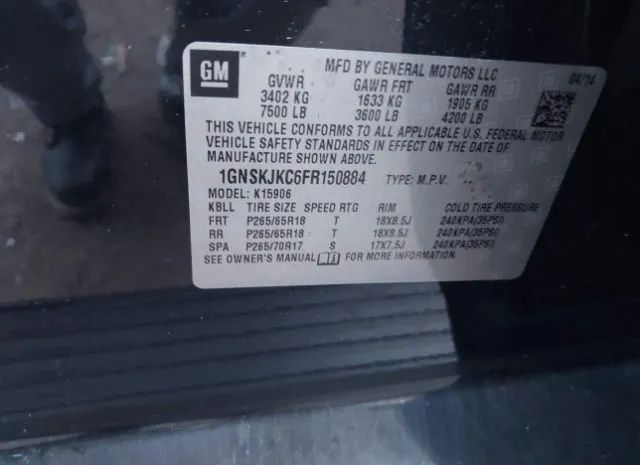 GM
MFD BY GENERAL MOTORS LLC 04/14
GVWR GAWR FRT GAWR RR
3402 KG 1633 KG 1905 KG
7500 LB 3600 LB 4200 LB
THIS VEHICLE CONFORMS TO ALL APPLICABLE U.S. FEDERAL MOTOR
VEHICLE SAFETY STANDARDS IN EFFECT ON THE DATE OF
MANUFACTURE SHOWN ABOVE.
1GNSKJKC6FR150884 TYPE: M.P.V.
MODEL: K15906
KBLL TIRE SIZE SPEED RTG RIM COLD TIRE PRESSURE
FRT P265/65R18 T 18X8.5J 240KPA(35PSI)
RR P265/65R18 T 18X8.5J 240KPA(35PSI)
SPA P265/70R17 S 17X7.5J 240KPA(35PSI)
SEE OWNER'S MANUAL i FOR MORE INFORMATION.